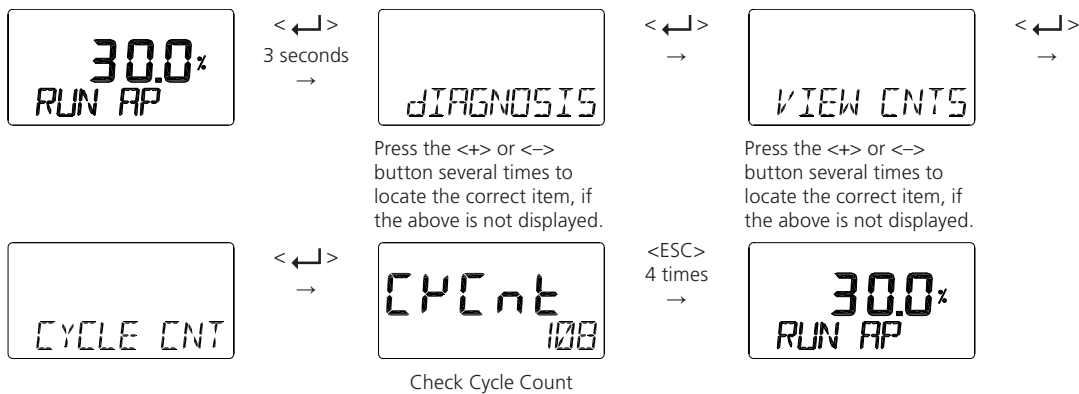 30.0%
RUN AP
< ↵ >
3 seconds
→
dIAGNOSIS
Press the <+> or <–>
button several times to
locate the correct item, if
the above is not displayed.
< ↵ >
→
VIEW CNTS
Press the <+> or <–>
button several times to
locate the correct item, if
the above is not displayed.
< ↵ >
→
CYCLE CNT
< ↵ >
→
CYCnt
108
Check Cycle Count
<ESC>
4 times
→
30.0%
RUN AP